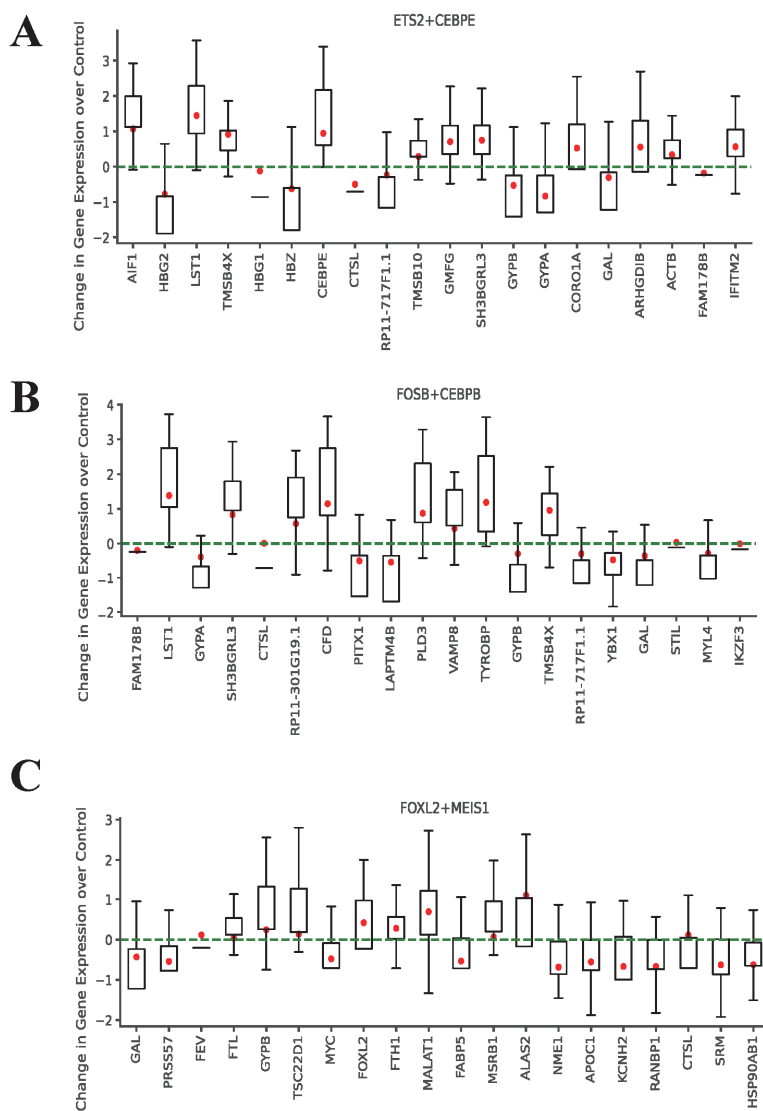 A
ETS2+CEBPE
Change in Gene Expression over Control
3
2
1
0
−1
−2
AIF1
HBG2
LST1
TMSB4X
HBG1
HBZ
CEBPE
CTSL
RP11-717F1.1
TMSB10
GMFG
SH3BGRL3
GYPB
GYPA
CORO1A
GAL
ARHGDIB
ACTB
FAM178B
IFITM2
B
FOSB+CEBPB
Change in Gene Expression over Control
4
3
2
1
0
−1
−2
FAM178B
LST1
GYPA
SH3BGRL3
CTSL
RP11-301G19.1
CFD
PITX1
LAPTM4B
PLD3
VAMP8
TYROBP
GYPB
TMSB4X
RP11-717F1.1
YBX1
GAL
STIL
MYL4
IKZF3
C
FOXL2+MEIS1
Change in Gene Expression over Control
3
2
1
0
−1
−2
GAL
PRSS57
FEV
FTL
GYPB
TSC22D1
MYC
FOXL2
FTH1
MALAT1
FABP5
MSRB1
ALAS2
NME1
APOC1
KCNH2
RANBP1
CTSL
SRM
HSP90AB1